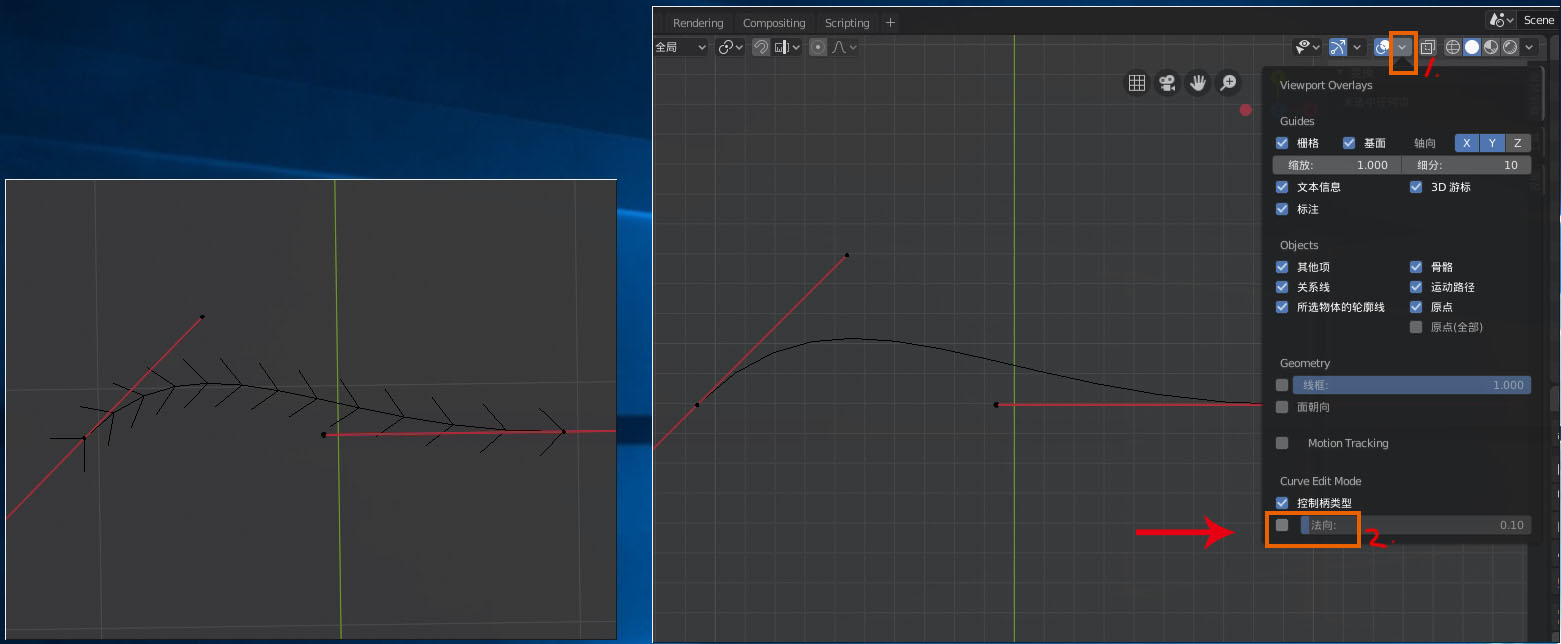 Rendering Compositing Scripting + Scene
全局
1.
Viewport Overlays
Guides
栅格 基面 轴向 X Y Z
缩放: 1.000 细分: 10
文本信息 3D 游标
标注
Objects
其他项 骨骼
关系线 运动路径
所选物体的轮廓线 原点
原点(全部)
Geometry
线框: 1.000
面朝向
Motion Tracking
Curve Edit Mode
控制柄类型
法向: 0.10
2.